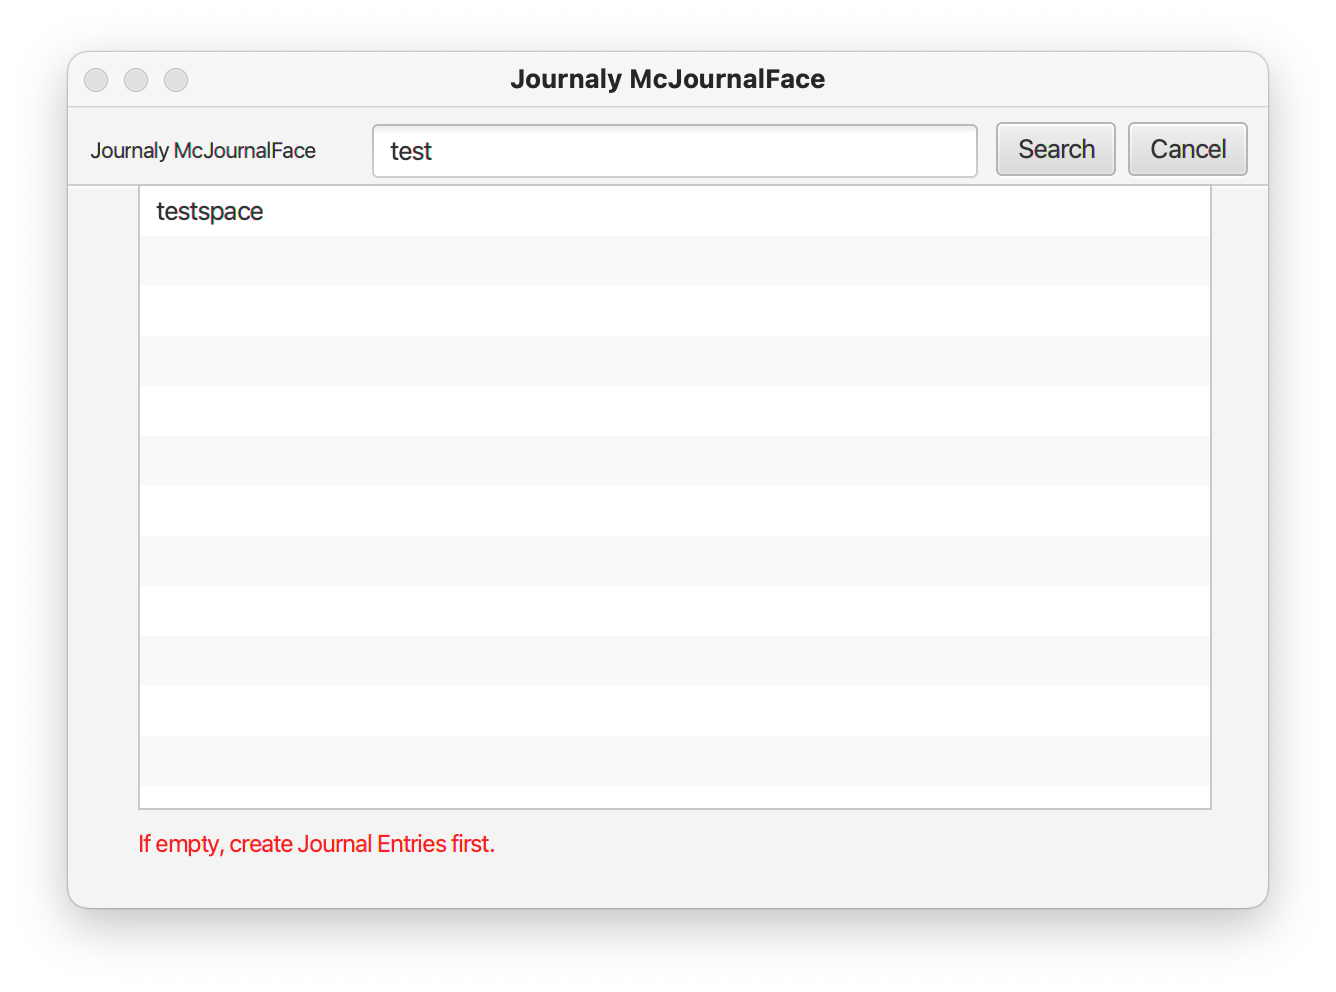 Journaly McJournalFace
Journaly McJournalFace test Search Cancel
testspace
If empty, create Journal Entries first.